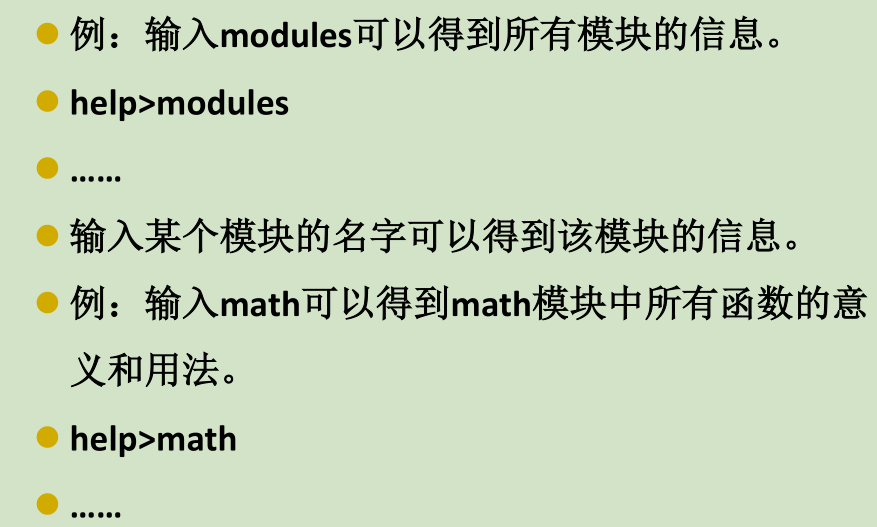 例：输入modules可以得到所有模块的信息。
help>modules
……
输入某个模块的名字可以得到该模块的信息。
例：输入math可以得到math模块中所有函数的意
义和用法。
help>math
……